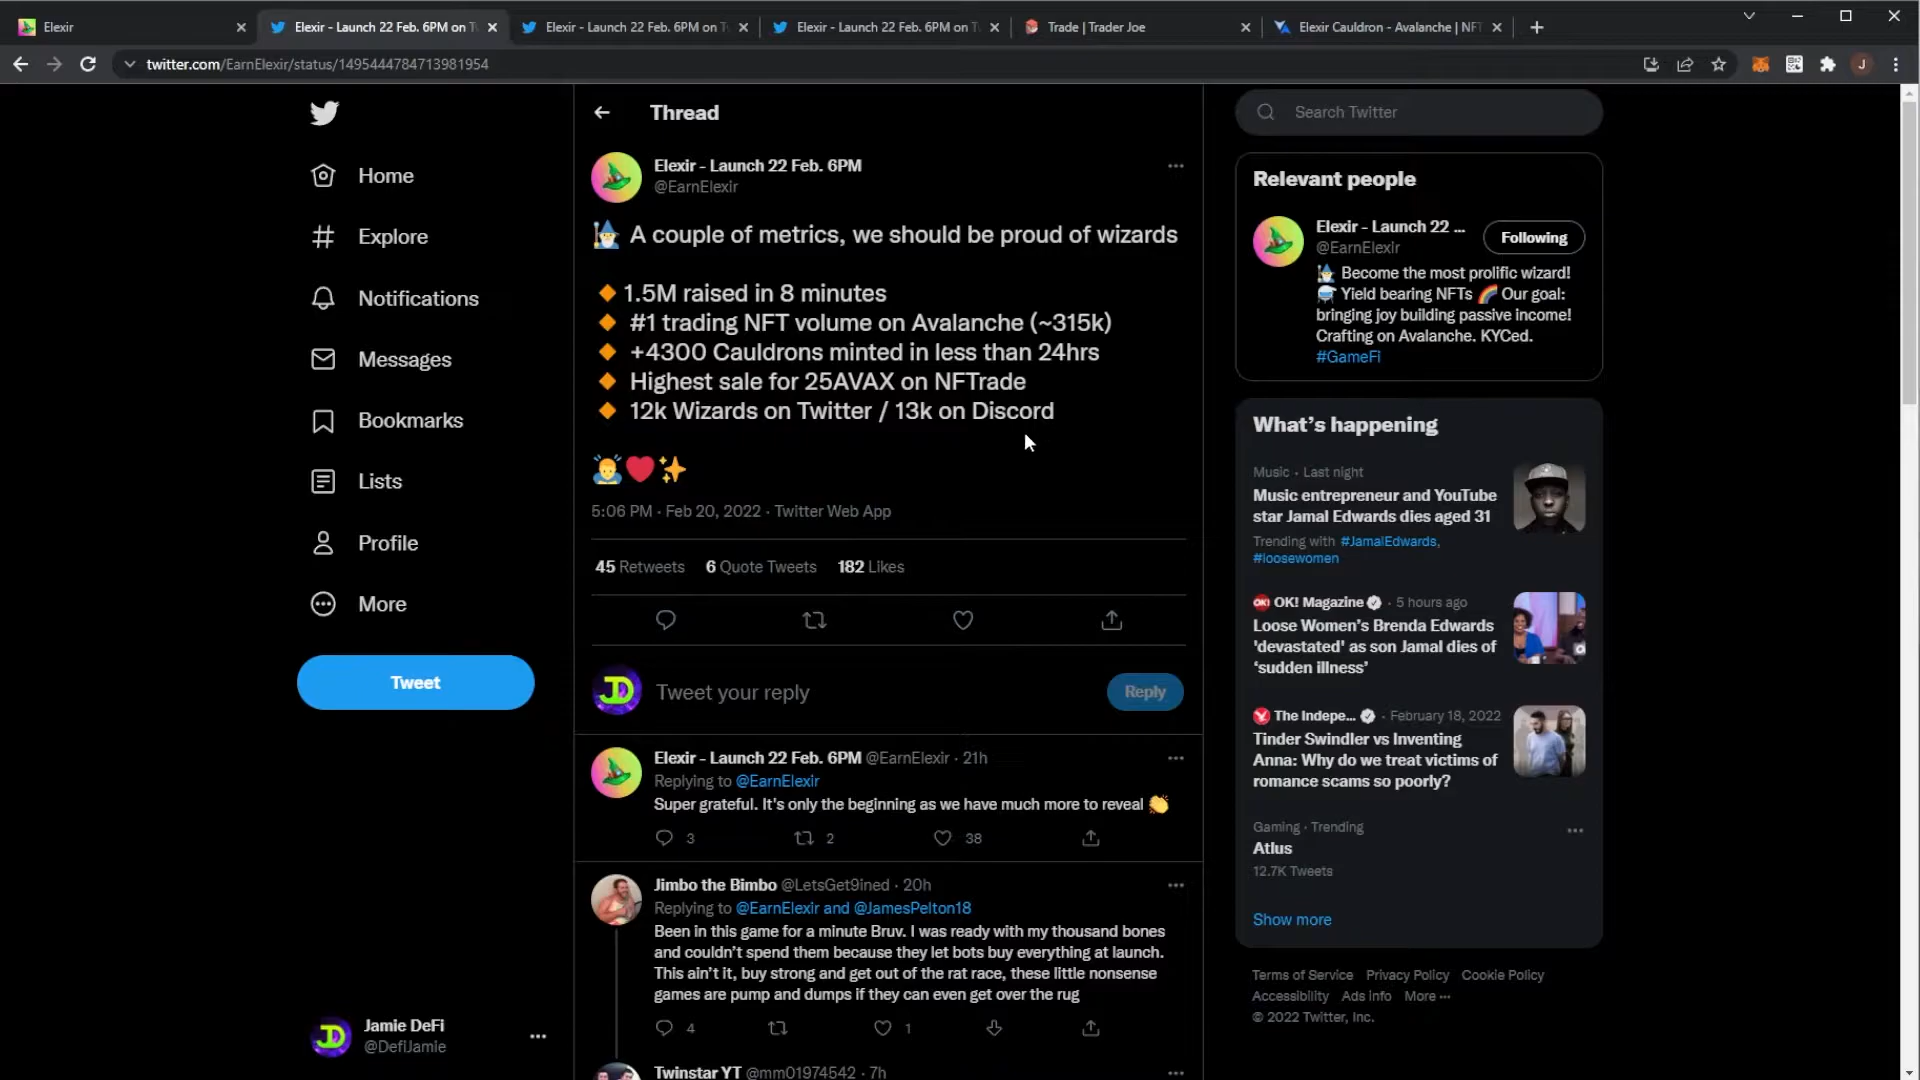 Elexir
Elexir - Launch 22 Feb. 6PM on T
Elexir - Launch 22 Feb. 6PM on T
Elexir - Launch 22 Feb. 6PM on T
Trade | Trader Joe
Elexir Cauldron - Avalanche | NFT
twitter.com/EarnElexir/status/1495444784713981954
J
Home
Explore
Notifications
Messages
Bookmarks
Lists
Profile
More
Tweet
Jamie DeFi
@DefiJamie
Thread
Elexir - Launch 22 Feb. 6PM
@EarnElexir
A couple of metrics, we should be proud of wizards
1.5M raised in 8 minutes
#1 trading NFT volume on Avalanche (~315k)
+4300 Cauldrons minted in less than 24hrs
Highest sale for 25AVAX on NFTrade
12k Wizards on Twitter / 13k on Discord
5:06 PM · Feb 20, 2022 · Twitter Web App
45 Retweets 6 Quote Tweets 182 Likes
JD
Tweet your reply
Reply
Elexir - Launch 22 Feb. 6PM @EarnElexir · 21h
Replying to @EarnElexir
Super grateful. It's only the beginning as we have much more to reveal
3 2 38
Jimbo the Bimbo @LetsGet9ined · 20h
Replying to @EarnElexir and @JamesPelton18
Been in this game for a minute Bruv. I was ready with my thousand bones
and couldn't spend them because they let bots buy everything at launch.
This ain't it, buy strong and get out of the rat race, these little nonsense
games are pump and dumps if they can even get over the rug
4 1
Twinstar YT @mm01974542 · 7h
Search Twitter
Relevant people
Elexir - Launch 22 ...
@EarnElexir
Following
Become the most prolific wizard!
Yield bearing NFTs Our goal:
bringing joy building passive income!
Crafting on Avalanche. KYCed.
#GameFi
What's happening
Music · Last night
Music entrepreneur and YouTube
star Jamal Edwards dies aged 31
Trending with #JamalEdwards,
#loosewomen
OK! OK! Magazine · 5 hours ago
Loose Women's Brenda Edwards
'devastated' as son Jamal dies of
'sudden illness'
The Indepe... · February 18, 2022
Tinder Swindler vs Inventing
Anna: Why do we treat victims of
romance scams so poorly?
Gaming · Trending
Atlus
12.7K Tweets
Show more
Terms of Service Privacy Policy Cookie Policy
Accessibility Ads info More ···
© 2022 Twitter, Inc.